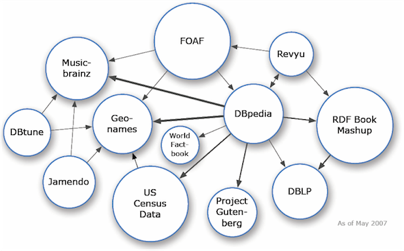 FOAF
Revyu
Music-
brainz
DBtune
Geo-
names
DBpedia
RDF Book
Mashup
World
Fact-
book
Jamendo
US
Census
Data
Project
Guten-
berg
DBLP
As of May 2007